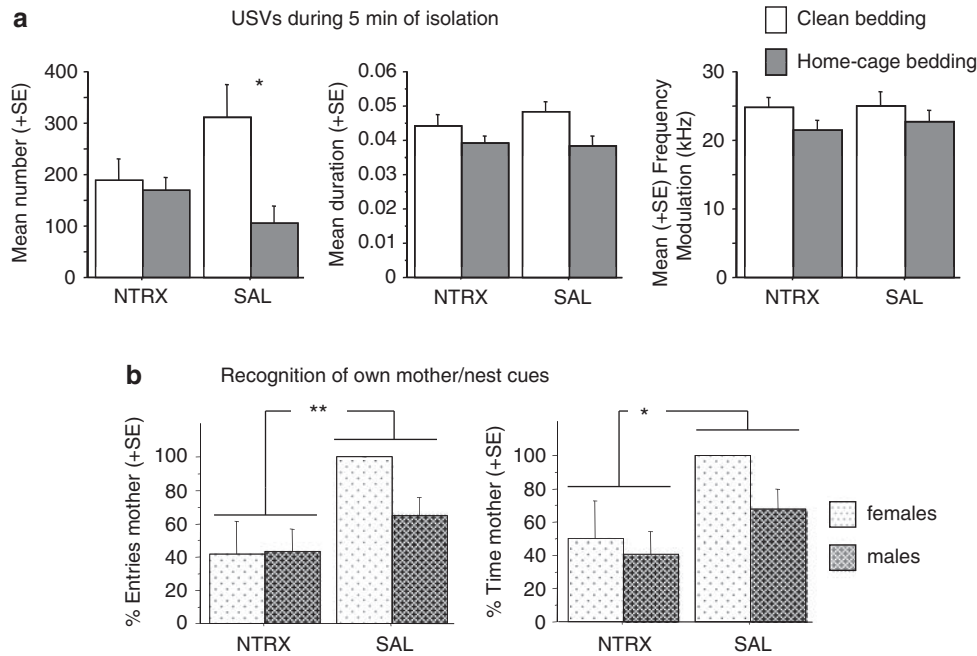 a USVs during 5 min of isolation
Clean bedding
Home-cage bedding
Mean number (+SE)
400
300
200
100
0
*
NTRX SAL
Mean duration (+SE)
0.06
0.05
0.04
0.03
0.02
0.01
0
NTRX SAL
Mean (+SE) Frequency
Modulation (kHz)
30
20
10
0
NTRX SAL
b Recognition of own mother/nest cues
% Entries mother (+SE)
100
80
60
40
20
0
**
NTRX SAL
% Time mother (+SE)
100
80
60
40
20
0
*
NTRX SAL
females
males